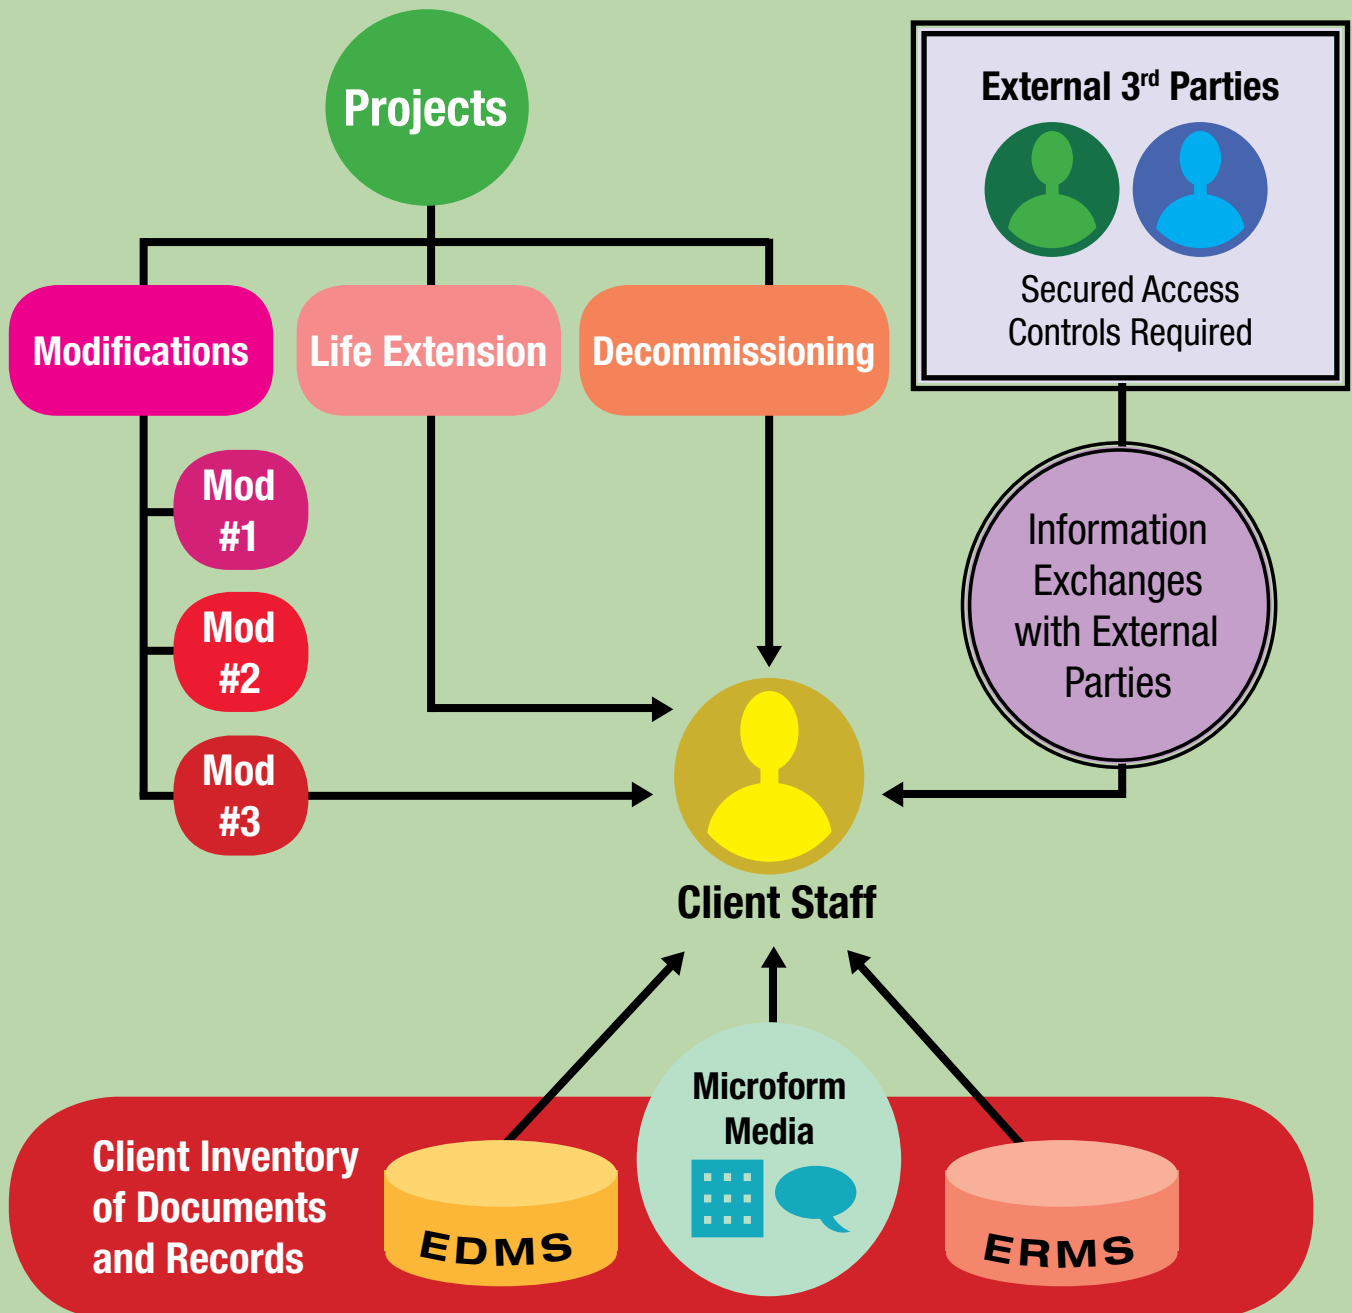 Projects
External 3rd Parties
Secured Access
Controls Required
Modifications
Life Extension
Decommissioning
Mod
#1
Mod
#2
Mod
#3
Information
Exchanges
with External
Parties
Client Staff
Microform
Media
Client Inventory
of Documents
and Records
EDMS
ERMS